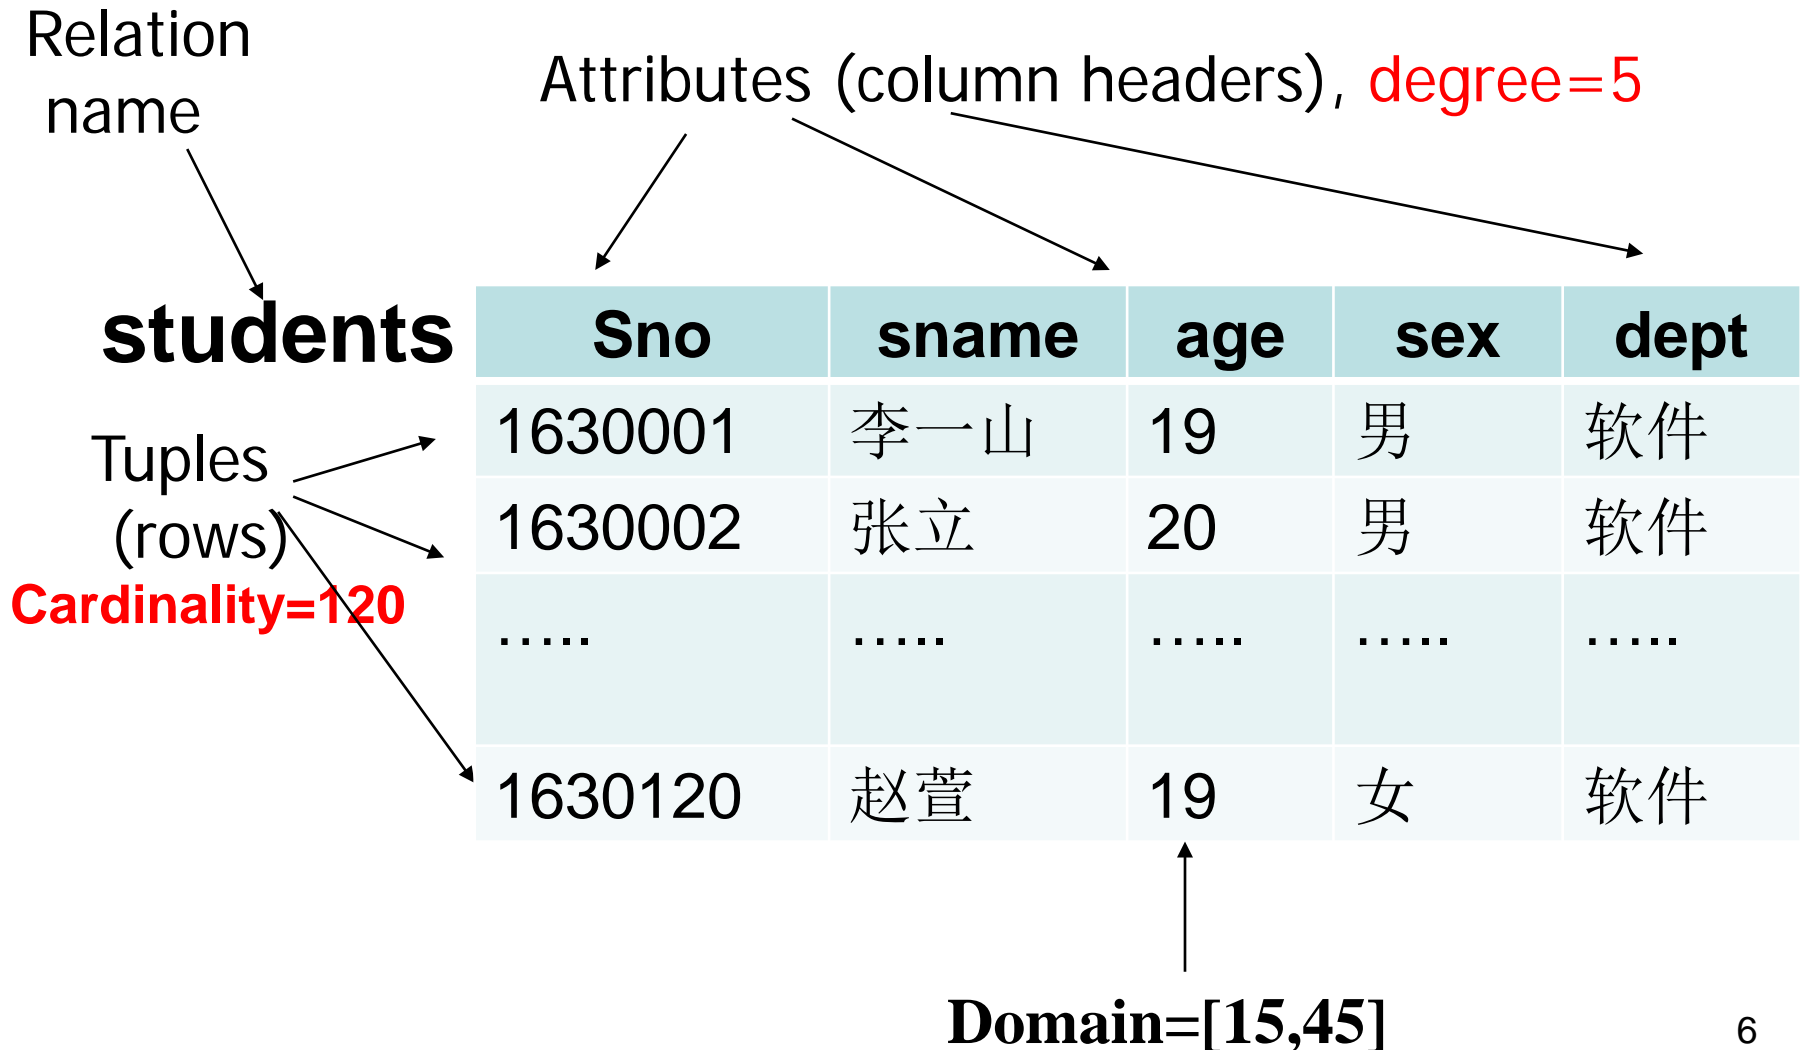 Relation
name
Attributes (column headers), degree=5
students
Sno sname age sex dept
Tuples
(rows)
Cardinality=120
1630001 李一山 19 男 软件
1630002 张立 20 男 软件
….. ….. ….. ….. …..
1630120 赵萱 19 女 软件
Domain=[15,45]
6